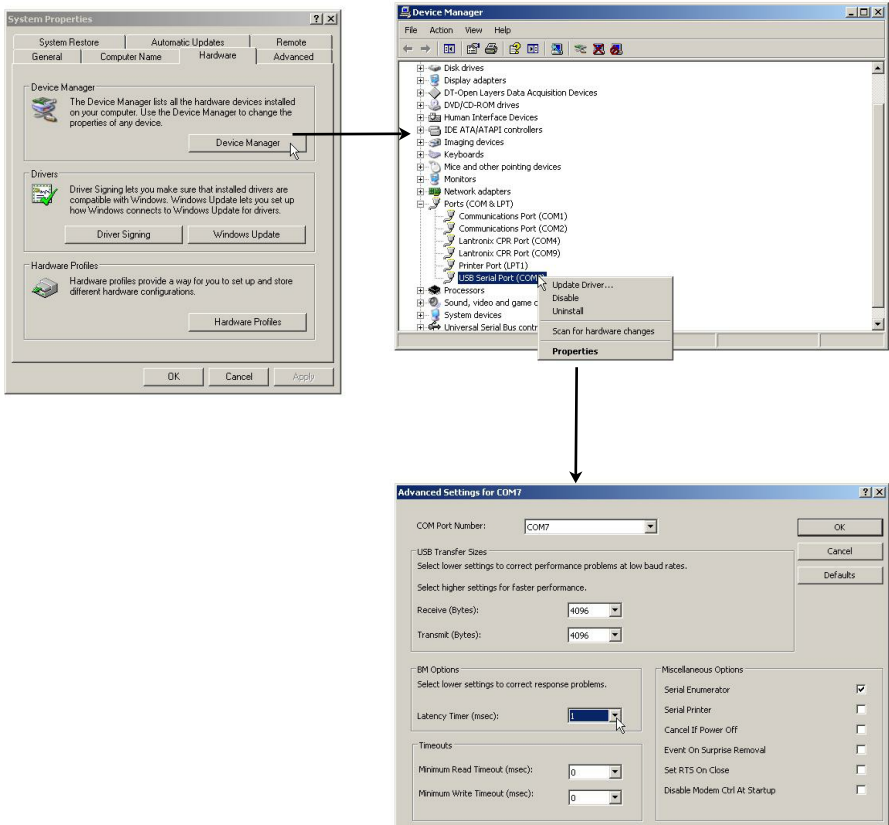 System Properties
System Restore Automatic Updates Remote
General Computer Name Hardware Advanced
Device Manager
The Device Manager lists all the hardware devices installed
on your computer. Use the Device Manager to change the
properties of any device.
Device Manager
Drivers
Driver Signing lets you make sure that installed drivers are
compatible with Windows. Windows Update lets you set up
how Windows connects to Windows Update for drivers.
Driver Signing Windows Update
Hardware Profiles
Hardware profiles provide a way for you to set up and store
different hardware configurations.
Hardware Profiles
OK Cancel Apply
Device Manager
File Action View Help
Disk drives
Display adapters
DT-Open Layers Data Acquisition Devices
DVD/CD-ROM drives
Human Interface Devices
IDE ATA/ATAPI controllers
Imaging devices
Keyboards
Mice and other pointing devices
Monitors
Network adapters
Ports (COM & LPT)
Communications Port (COM1)
Communications Port (COM2)
Lantronix CPR Port (COM4)
Lantronix CPR Port (COM9)
Printer Port (LPT1)
USB Serial Port (COM
Processors
Sound, video and game c
System devices
Universal Serial Bus contr
Update Driver...
Disable
Uninstall
Scan for hardware changes
Properties
Advanced Settings for COM7
COM Port Number: COM7
OK
Cancel
Defaults
USB Transfer Sizes
Select lower settings to correct performance problems at low baud rates.
Select higher settings for faster performance.
Receive (Bytes): 4096
Transmit (Bytes): 4096
BM Options
Select lower settings to correct response problems.
Latency Timer (msec): 1
Timeouts
Minimum Read Timeout (msec): 0
Minimum Write Timeout (msec): 0
Miscellaneous Options
Serial Enumerator
Serial Printer
Cancel If Power Off
Event On Surprise Removal
Set RTS On Close
Disable Modem Ctrl At Startup